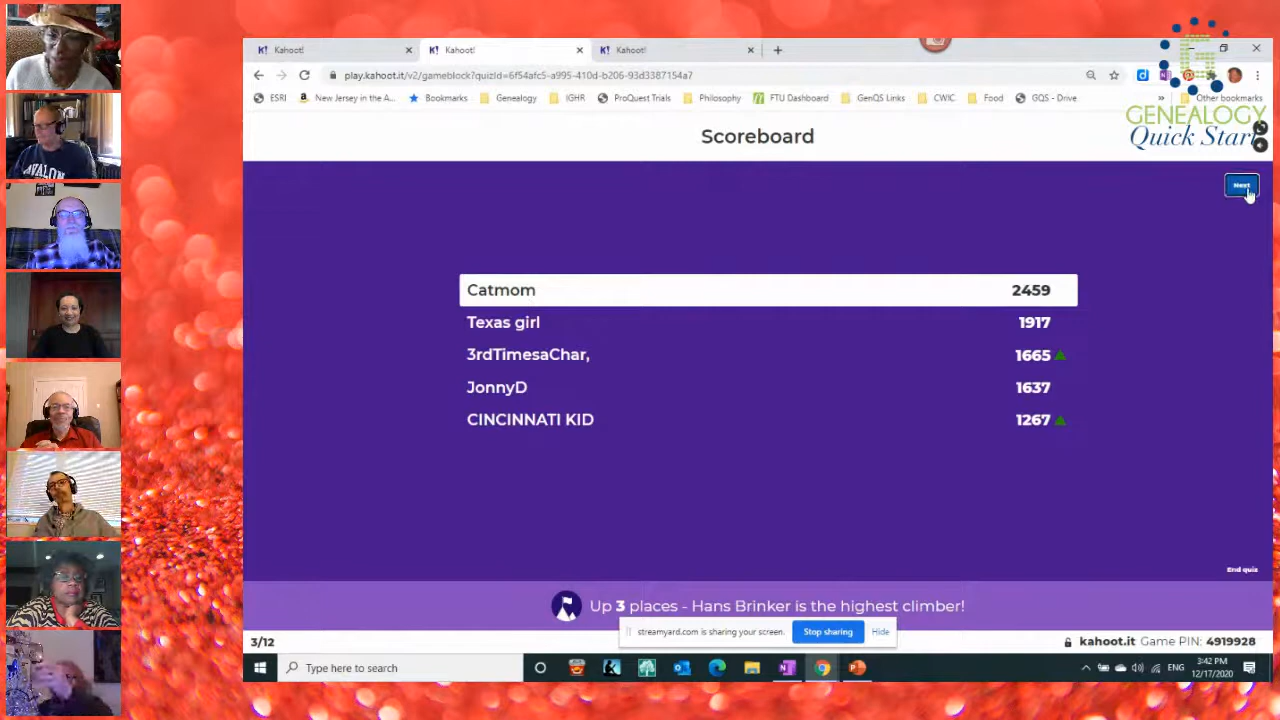 Kahoot!
Kahoot!
Kahoot!
play.kahoot.it/v2/gameblock?quizId=6f54afc5-a995-410d-b206-93d3387154a7
ESRI
New Jersey in the A...
Bookmarks
Genealogy
IGHR
ProQuest Trials
Philosophy
FTU Dashboard
GenQS Links
CWIC
Food
GQS - Drive
Other bookmarks
GENEALOGY
Quick Start
Scoreboard
Next
AVALON
Catmom 2459
Texas girl 1917
3rdTimesaChar, 1665
JonnyD 1637
CINCINNATI KID 1267
End quiz
Up 3 places - Hans Brinker is the highest climber!
streamyard.com is sharing your screen. Stop sharing Hide
3/12
kahoot.it Game PIN: 4919928
Type here to search
ENG
3:42 PM
12/17/2020